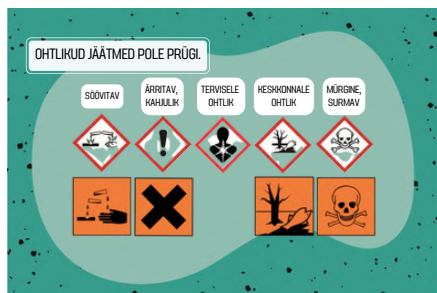 OHTLIKUD JÄÄTMED POLE PRÜGI.
SÖÖVITAV
ÄRRITAV,
KAHJULIK
TERVISELE
OHTLIK
KESKKONNALE
OHTLIK
MÜRGINE,
SURMAV